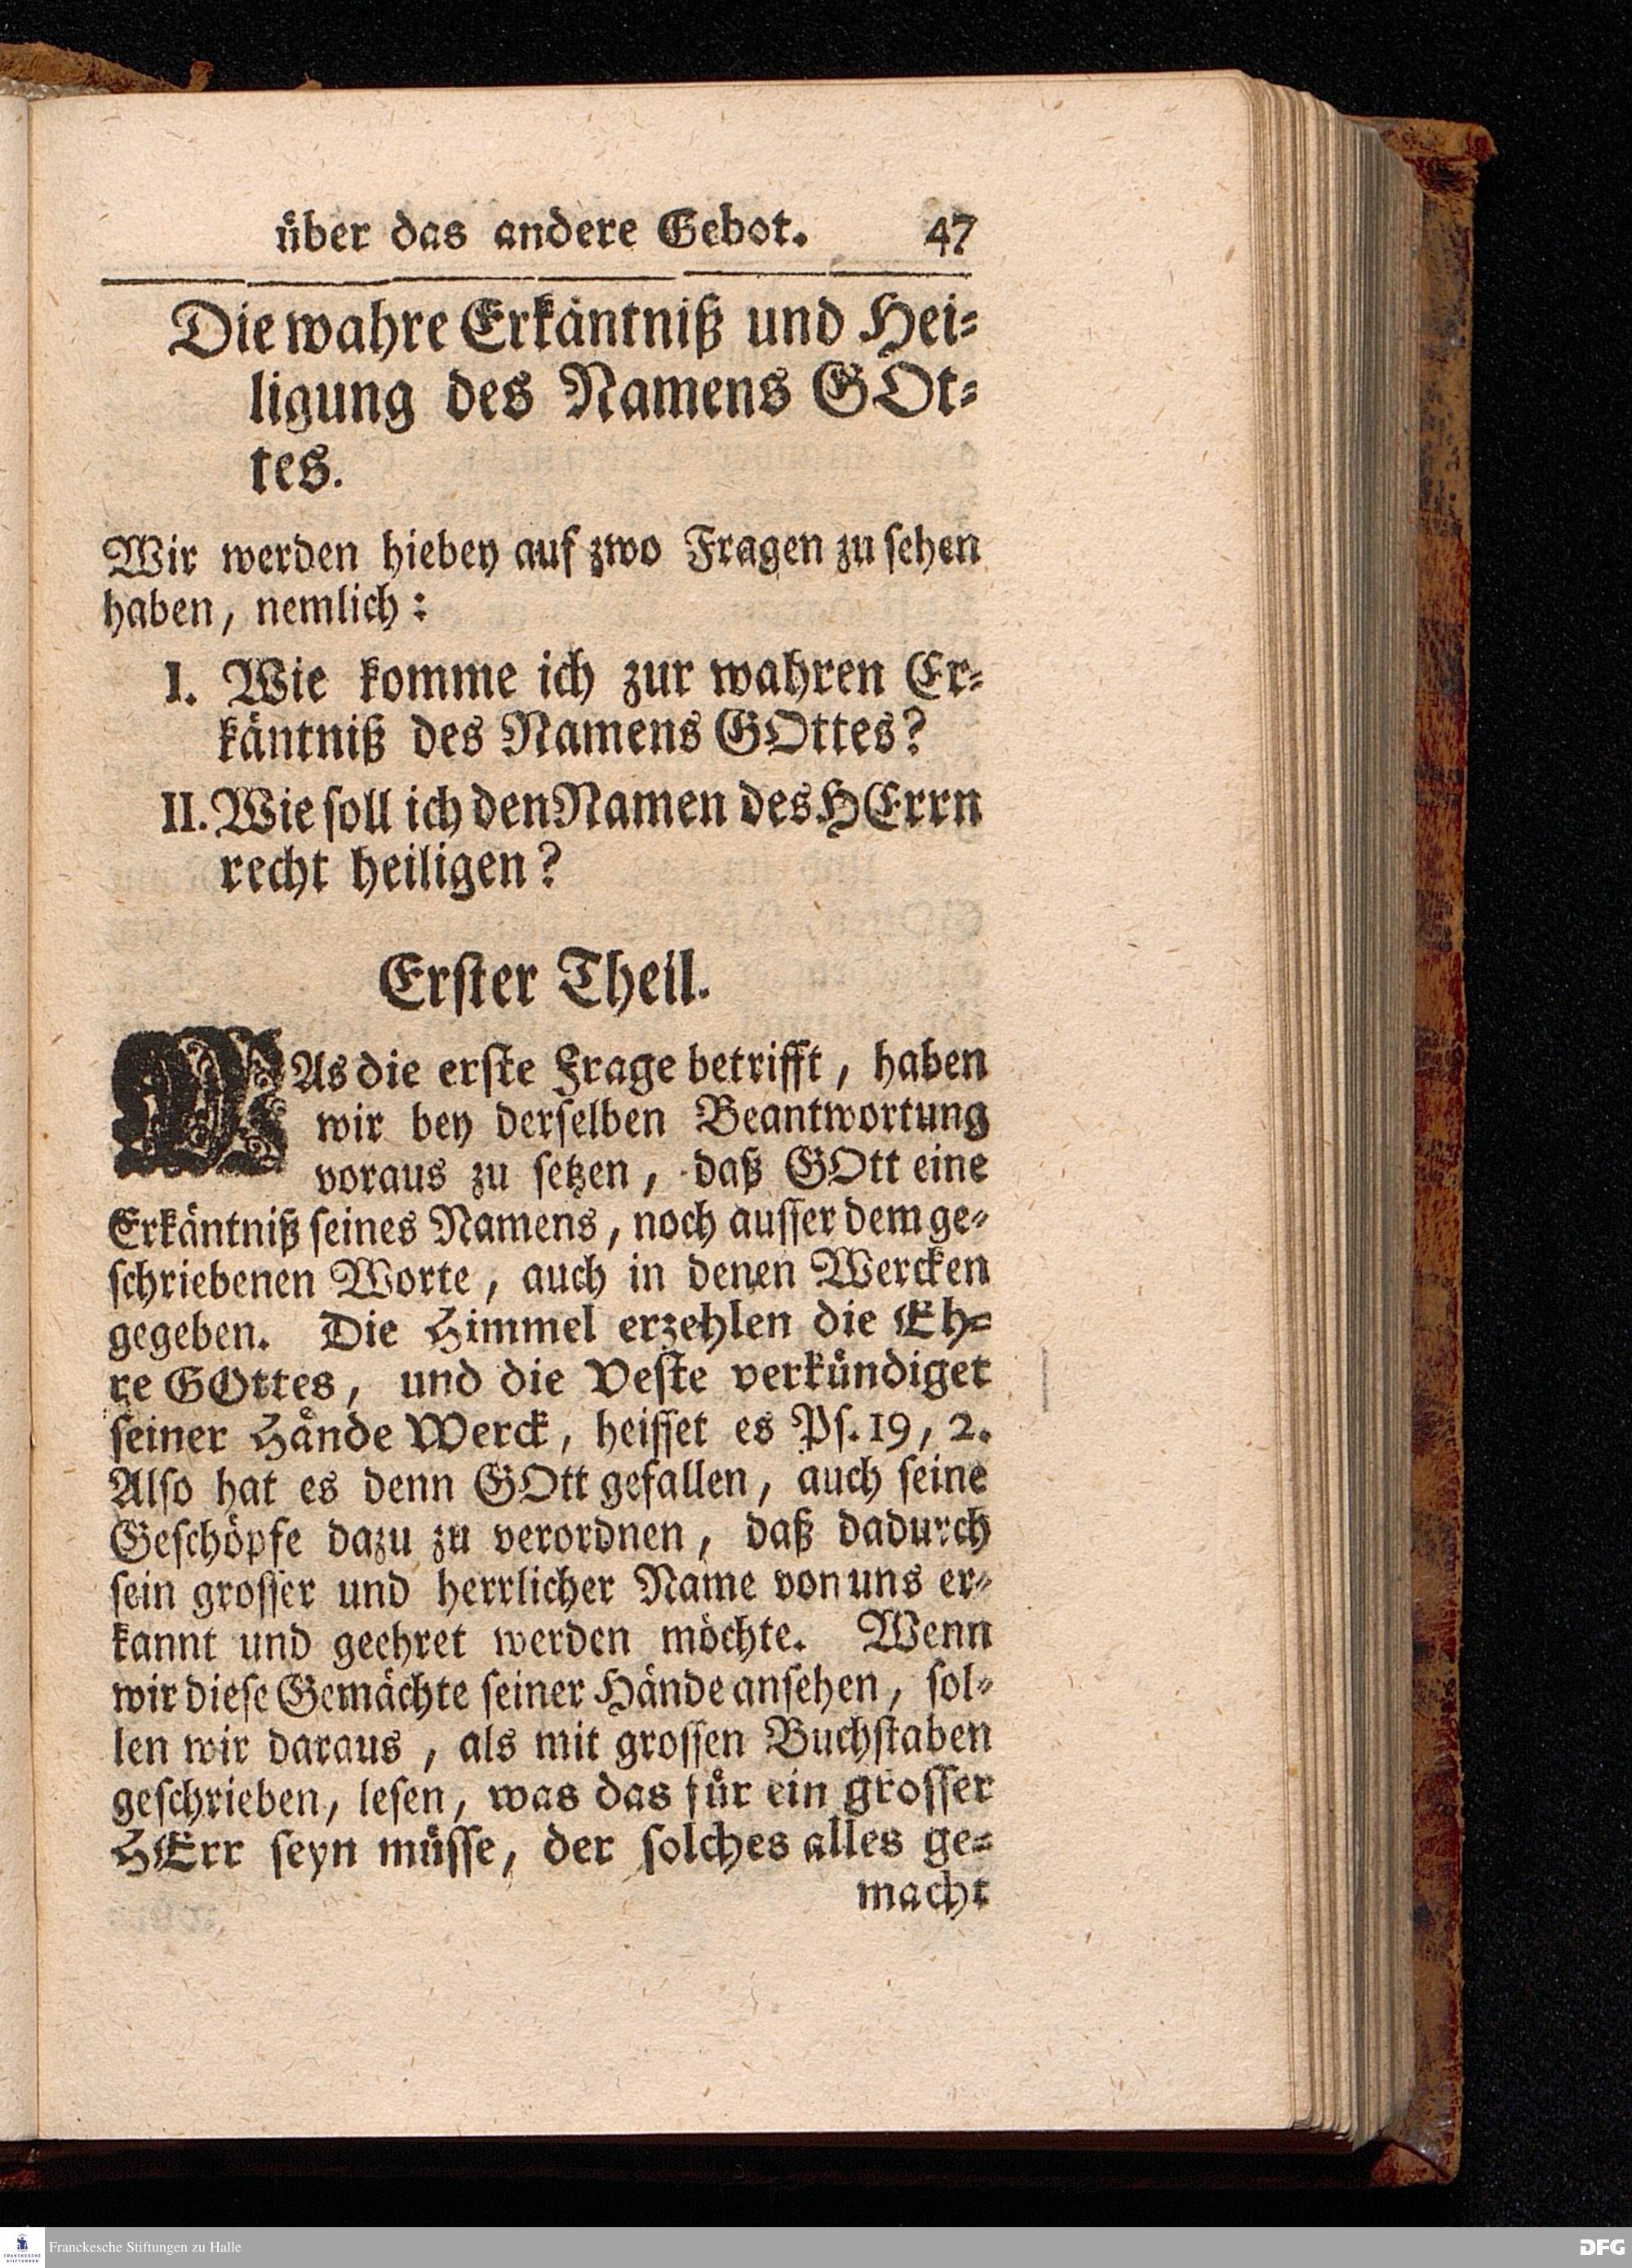 über das andere Gebot. 47
Die wahre Erkäntniß und Hei-
ligung des Namens GOt-
tes.
Wir werden hiebey auf zwo Fragen zu sehen
haben, nemlich:
I. Wie komme ich zur wahren Er-
käntniß des Namens GOttes?
II. Wie soll ich den Namen des HErrn
recht heiligen?
Erster Theil.
WAs die erste Frage betrifft, haben
wir bey derselben Beantwortung
voraus zu setzen, daß GOtt eine
Erkäntniß seines Namens, noch ausser dem ge-
schriebenen Worte, auch in denen Wercken
gegeben. Die Himmel erzehlen die Eh-
re GOttes, und die Veste verkündiget
seiner Hände Werck, heisset es Ps. 19, 2.
Also hat es denn GOtt gefallen, auch seine
Geschöpfe dazu zu verordnen, daß dadurch
sein grosser und herrlicher Name von uns er-
kannt und geehret werden möchte. Wenn
wir diese Gemächte seiner Hände ansehen, sol-
len wir daraus, als mit grossen Buchstaben
geschrieben, lesen, was das für ein grosser
HErr seyn müsse, der solches alles ge-
macht
FRANCKESCHE STIFTUNGEN
Franckesche Stiftungen zu Halle
DFG